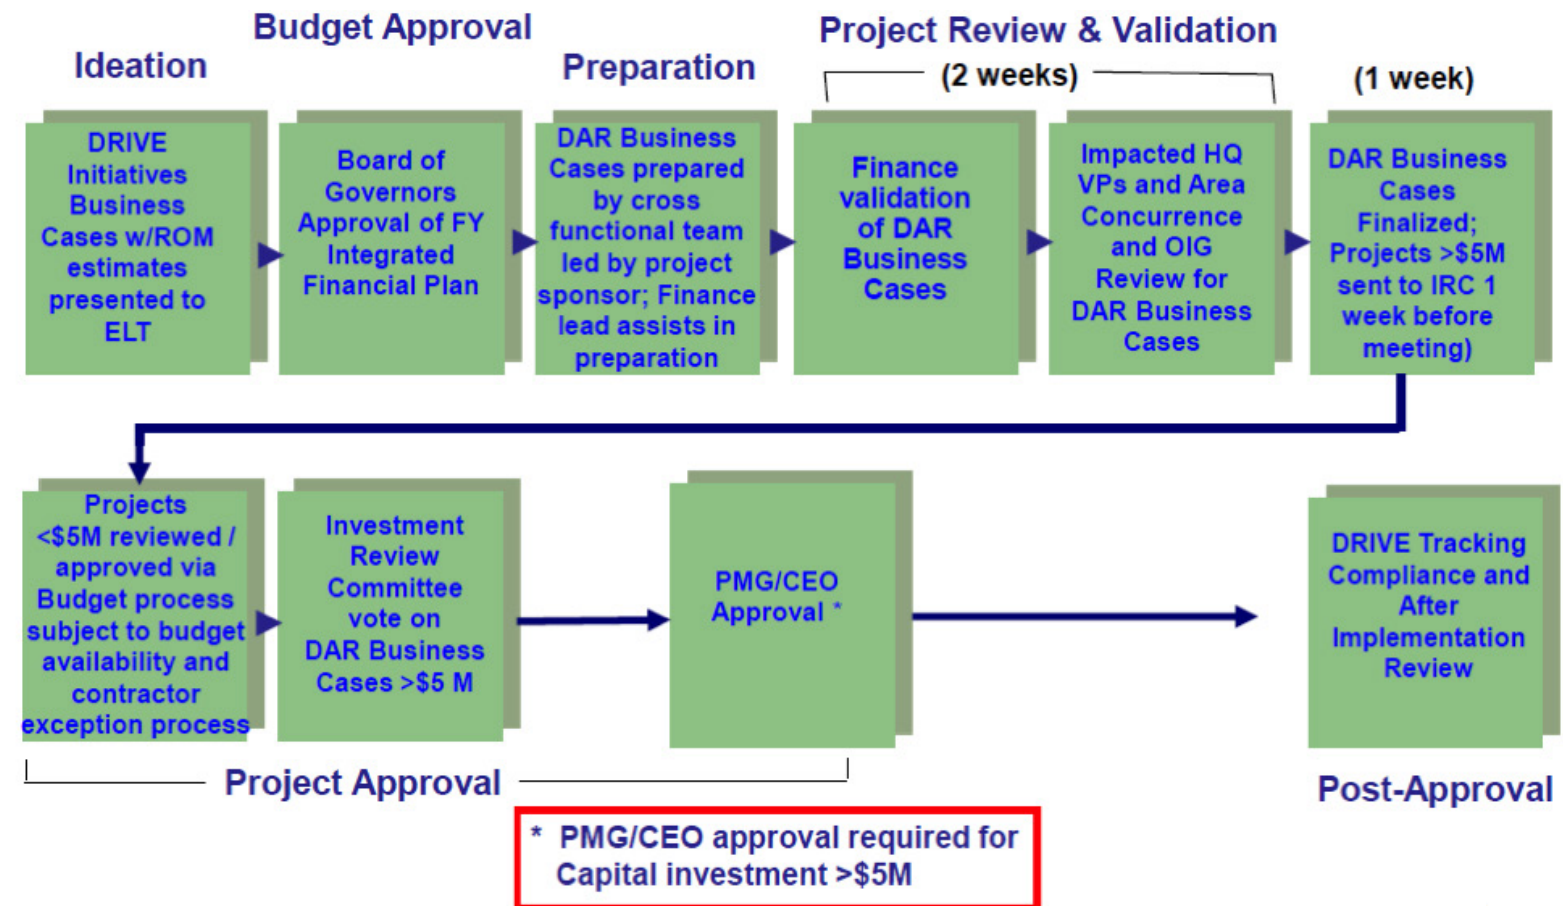 Budget Approval
Project Review & Validation
Ideation
Preparation
(2 weeks)
(1 week)
DRIVE
Initiatives
Business
Cases w/ROM
estimates
presented to
ELT
Board of
Governors
Approval of FY
Integrated
Financial Plan
DAR Business
Cases prepared
by cross
functional team
led by project
sponsor; Finance
lead assists in
preparation
Finance
validation
of DAR
Business
Cases
Impacted HQ
VPs and Area
Concurrence
and OIG
Review for
DAR Business
Cases
DAR Business
Cases
Finalized;
Projects >$5M
sent to IRC 1
week before
meeting)
Projects
<$5M reviewed /
approved via
Budget process
subject to budget
availability and
contractor
exception process
Investment
Review
Committee
vote on
DAR Business
Cases >$5 M
PMG/CEO
Approval *
DRIVE Tracking
Compliance and
After
Implementation
Review
Project Approval
Post-Approval
* PMG/CEO approval required for
Capital investment >$5M